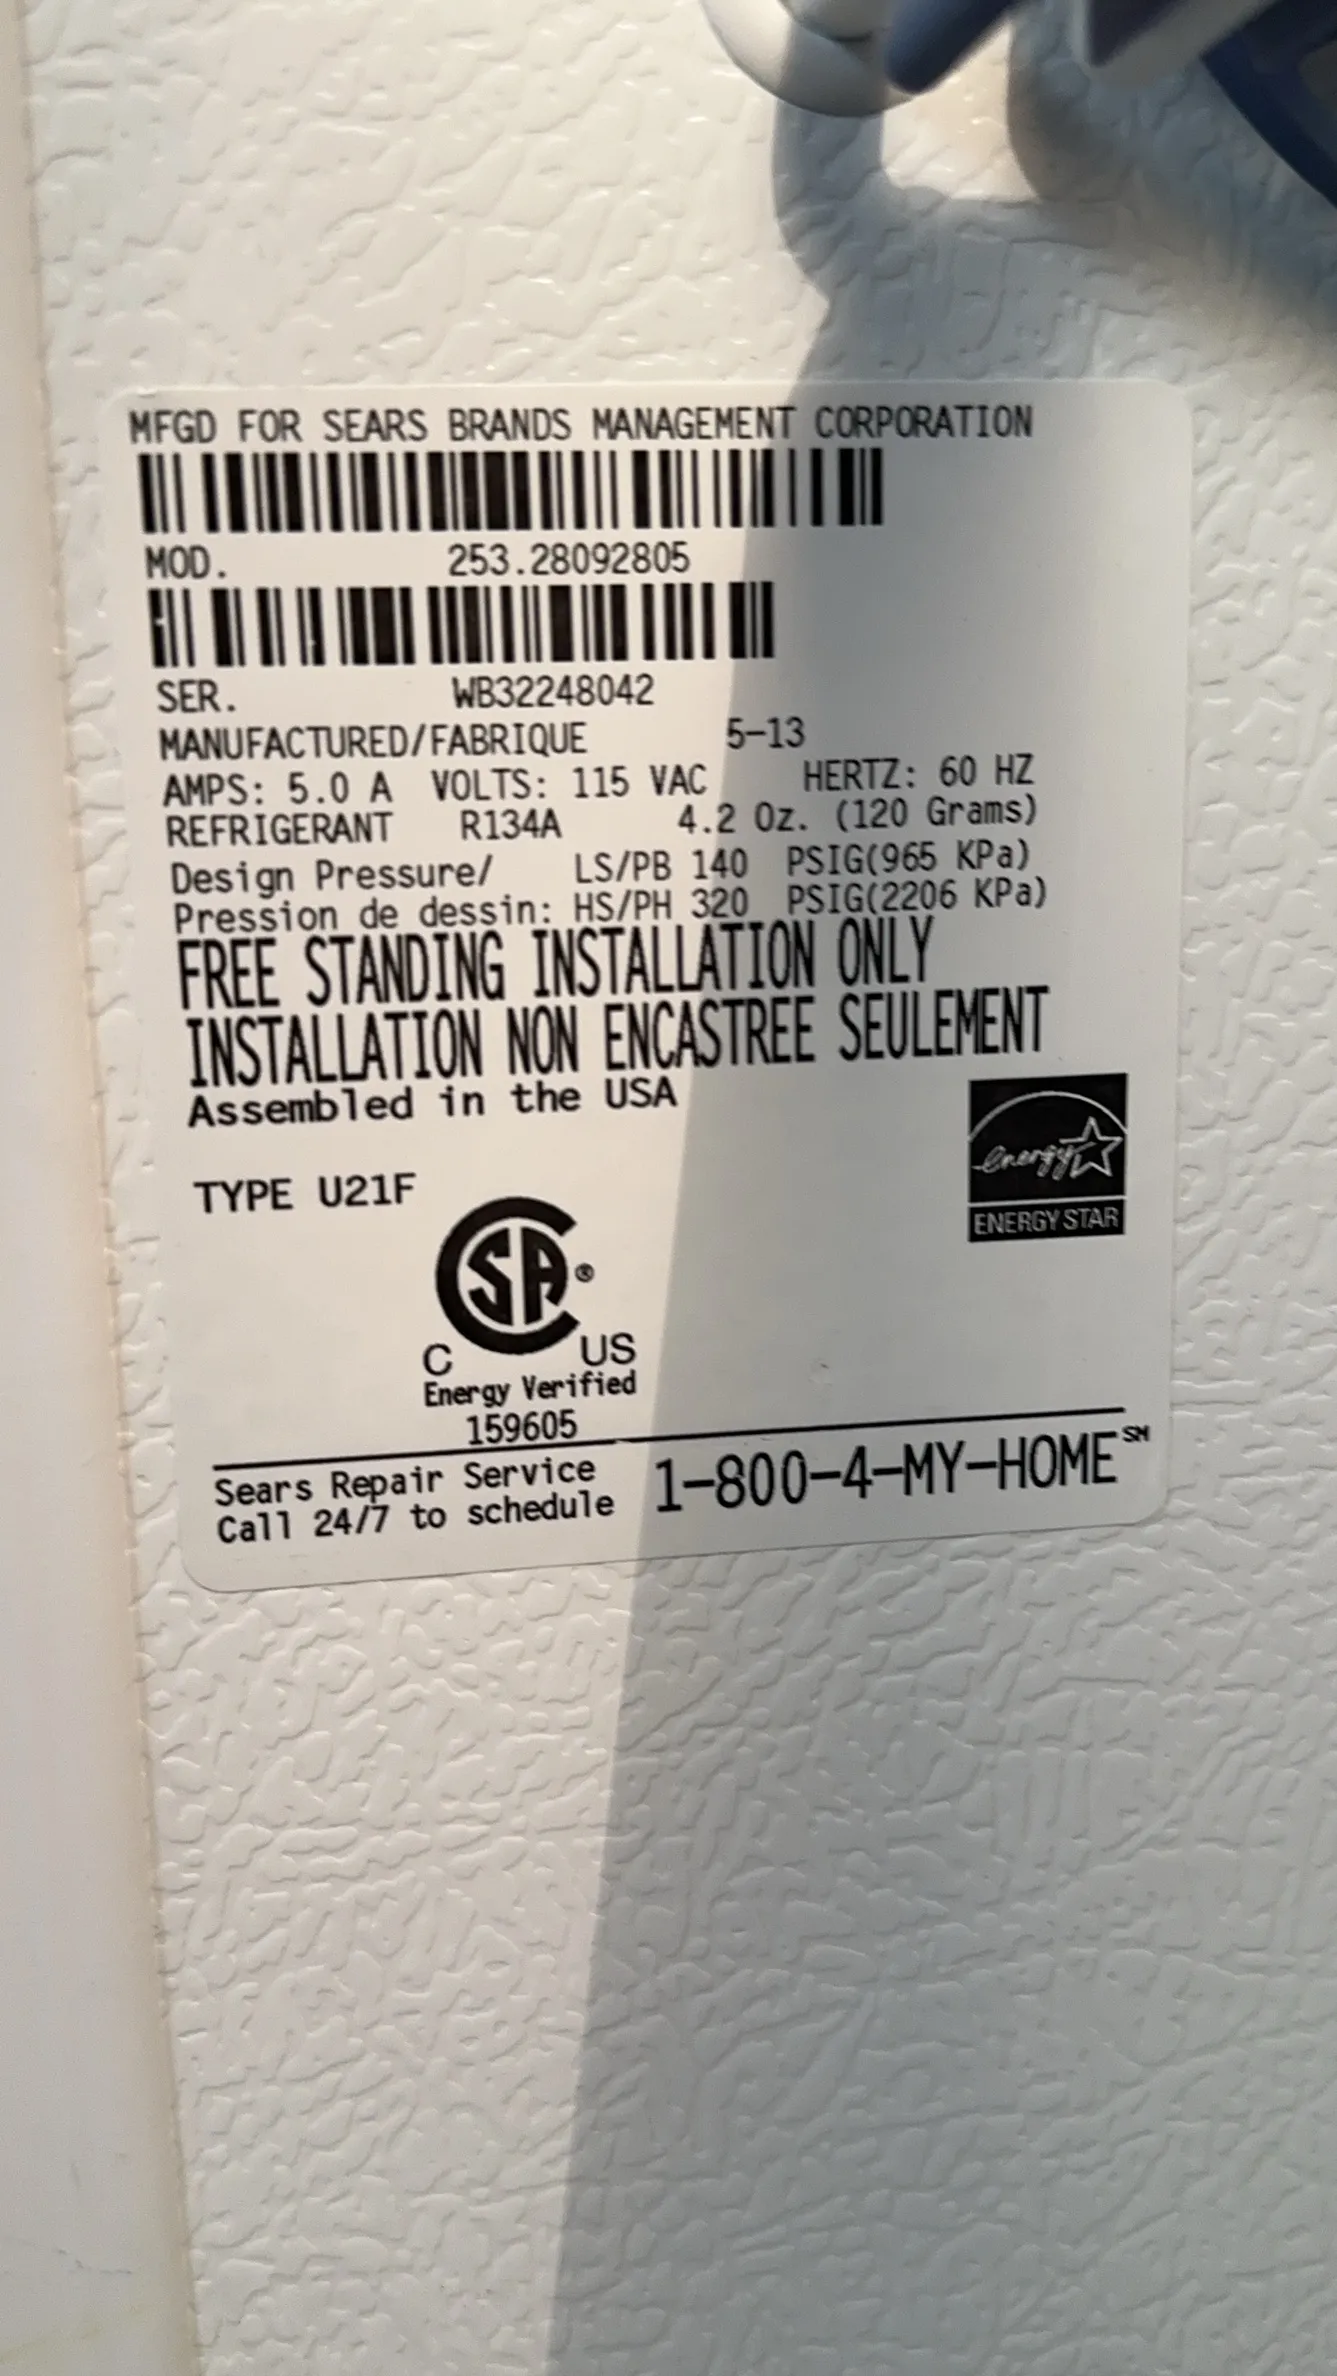 MFGD FOR SEARS BRANDS MANAGEMENT CORPORATION
MOD. 253.28092805
SER. WB32248042
MANUFACTURED/FABRIQUE 5-13
AMPS: 5.0 A VOLTS: 115 VAC HERTZ: 60 HZ
REFRIGERANT R134A 4.2 Oz. (120 Grams)
Design Pressure/ LS/PB 140 PSIG(965 KPa)
Pression de dessin: HS/PH 320 PSIG(2206 KPa)
FREE STANDING INSTALLATION ONLY
INSTALLATION NON ENCASTREE SEULEMENT
Assembled in the USA
energy
ENERGY STAR
TYPE U21F
CSA®
C US
Energy Verified
159605
Sears Repair Service
Call 24/7 to schedule
1-800-4-MY-HOME℠